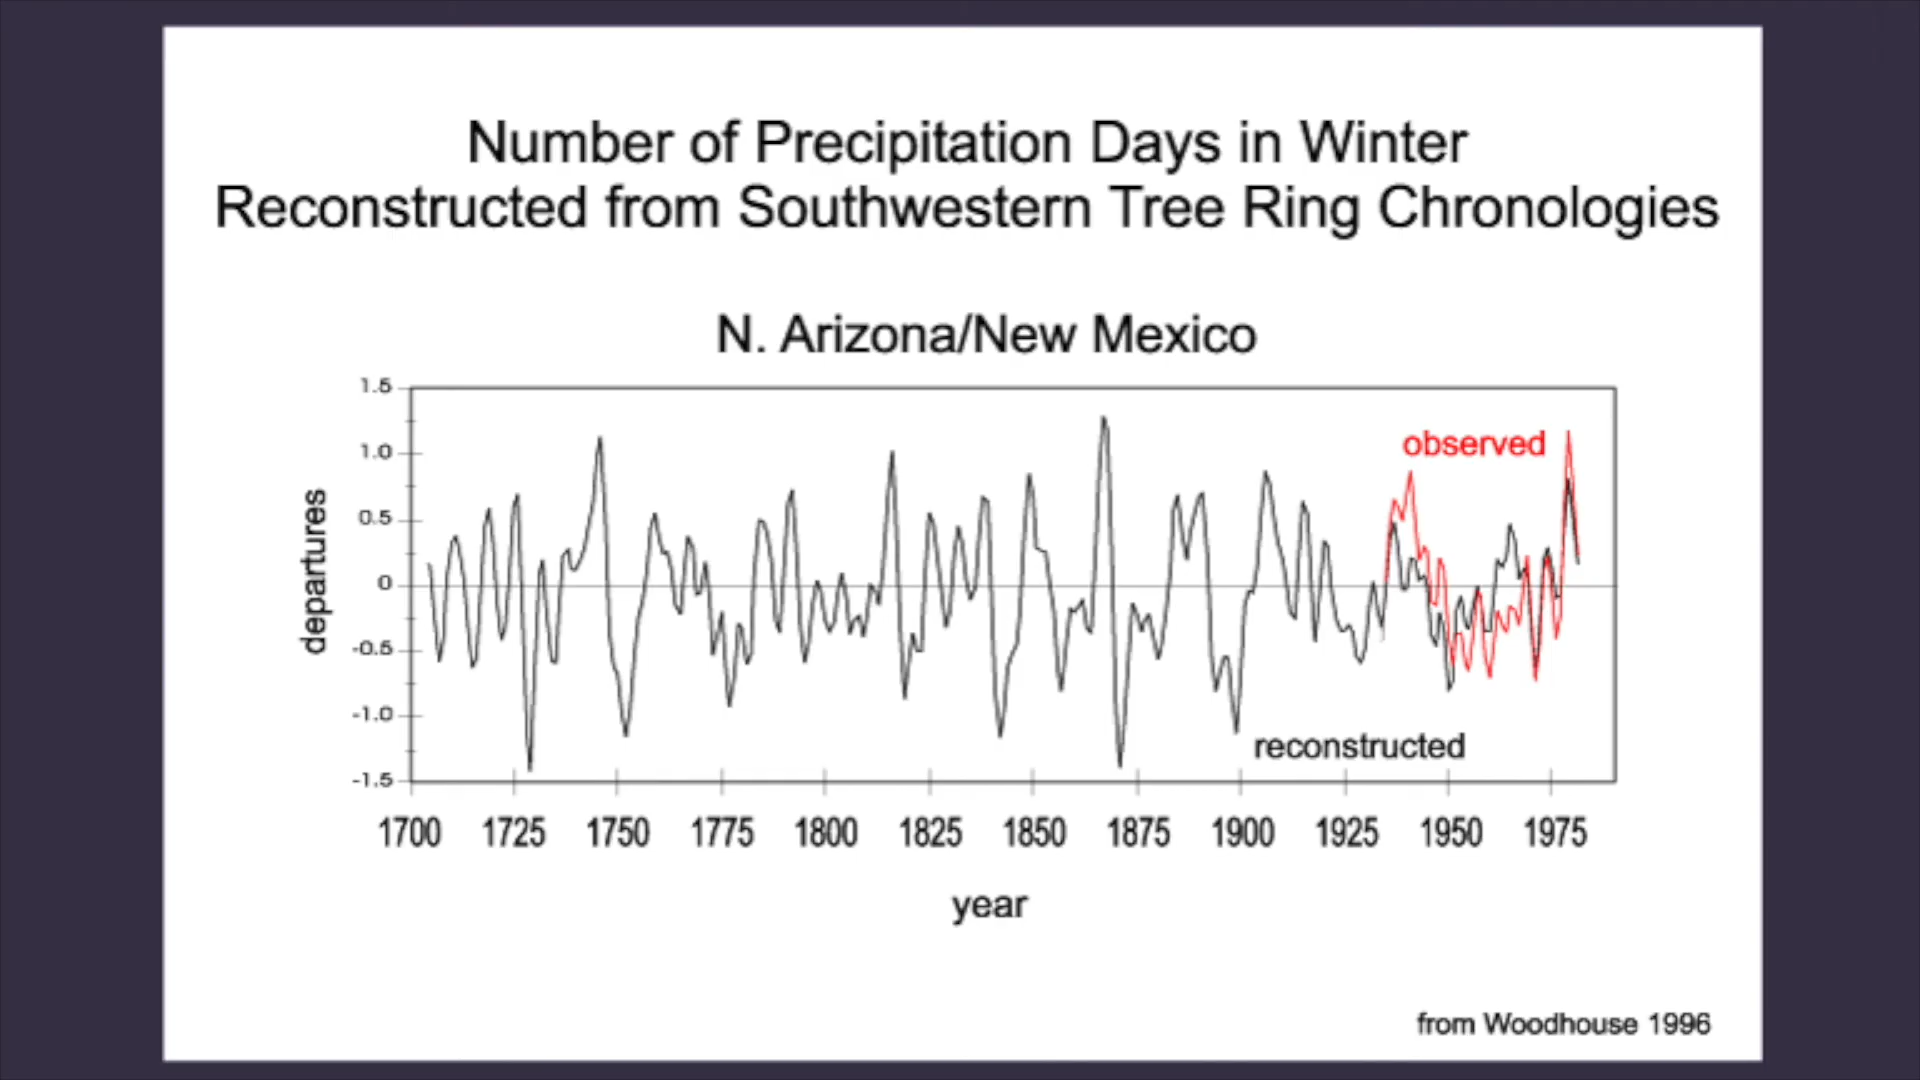 Number of Precipitation Days in Winter
Reconstructed from Southwestern Tree Ring Chronologies
N. Arizona/New Mexico
1.5
1.0
0.5
0
-0.5
-1.0
-1.5
departures
observed
reconstructed
1700 1725 1750 1775 1800 1825 1850 1875 1900 1925 1950 1975
year
from Woodhouse 1996